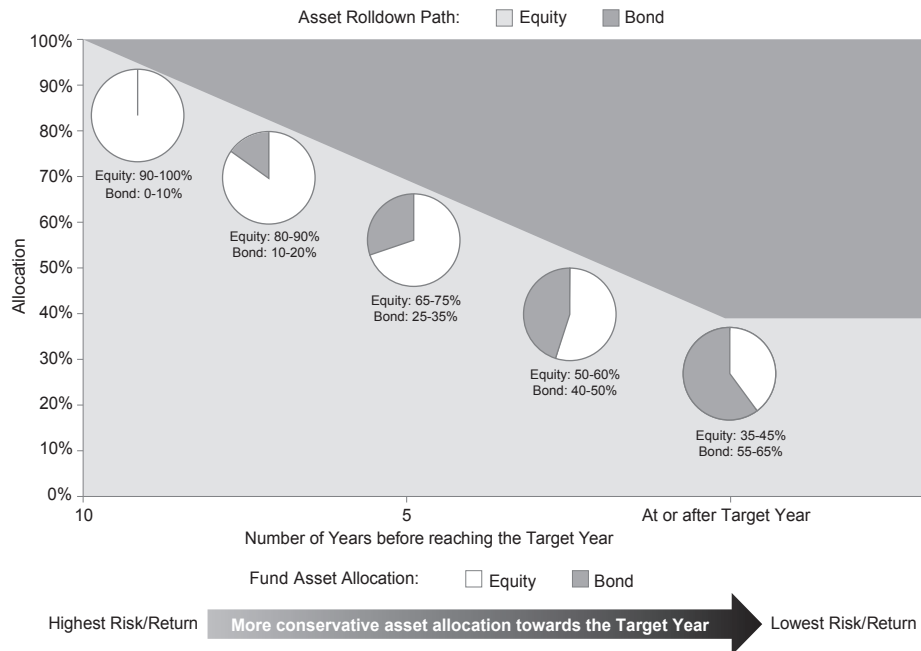 Asset Rolldown Path: Equity Bond
100%
90%
80%
70%
60%
50%
40%
30%
20%
10%
0%
Allocation
Equity: 90-100%
Bond: 0-10%
Equity: 80-90%
Bond: 10-20%
Equity: 65-75%
Bond: 25-35%
Equity: 50-60%
Bond: 40-50%
Equity: 35-45%
Bond: 55-65%
10 5 At or after Target Year
Number of Years before reaching the Target Year
Fund Asset Allocation: Equity Bond
Highest Risk/Return More conservative asset allocation towards the Target Year Lowest Risk/Return